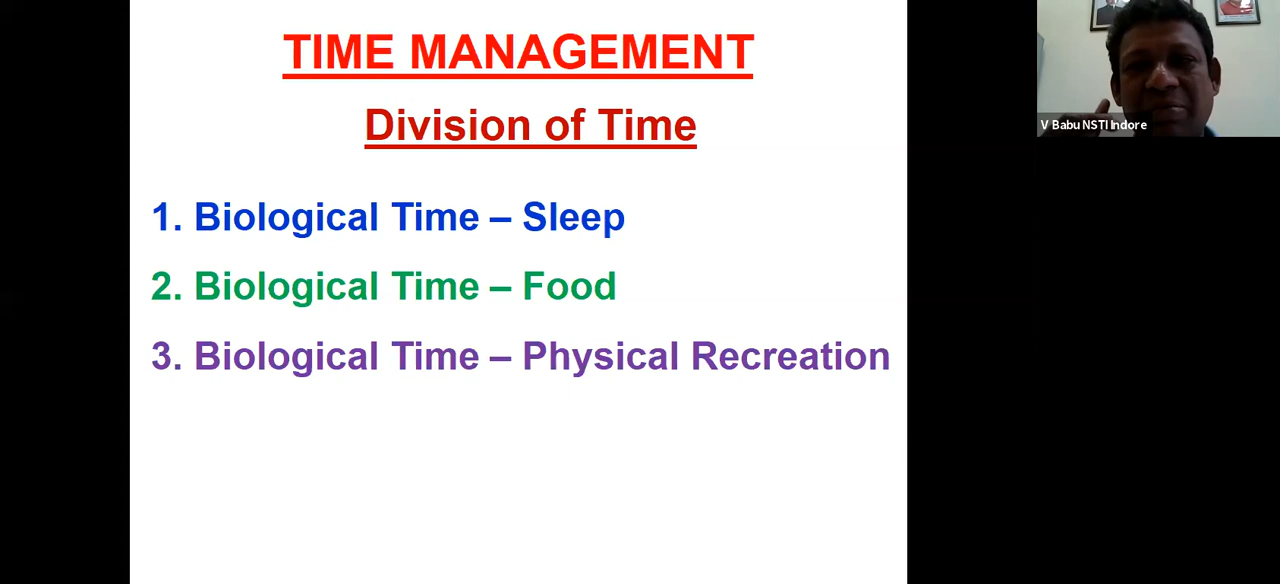 TIME MANAGEMENT
Division of Time
1. Biological Time – Sleep
2. Biological Time – Food
3. Biological Time – Physical Recreation
V Babu NSTI Indore